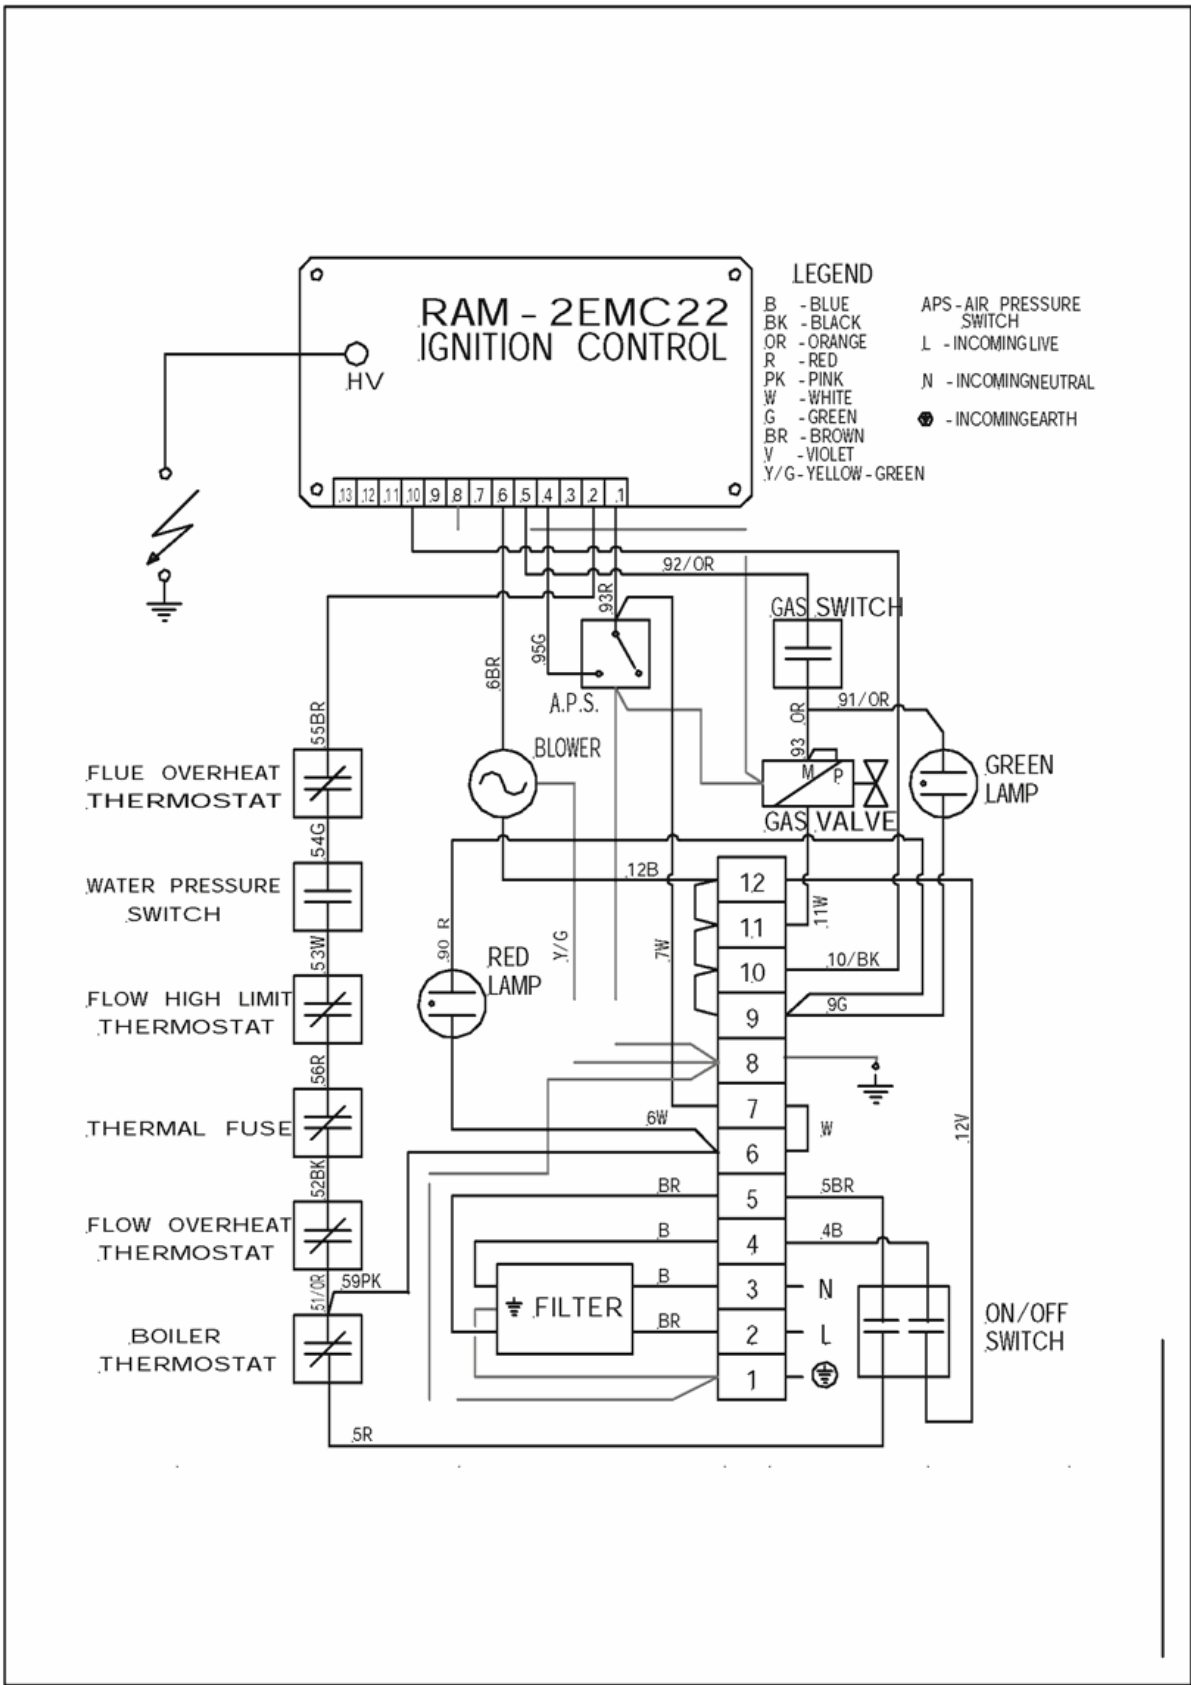 RAM - 2EMC22
IGNITION CONTROL
HV
.13 .12 .11 .10 .9 .8 .7 .6 .5 .4 .3 .2 .1
LEGEND
B - BLUE
BK - BLACK
OR - ORANGE
R - RED
PK - PINK
W - WHITE
G - GREEN
BR - BROWN
V - VIOLET
Y/G - YELLOW - GREEN
APS - AIR PRESSURE
SWITCH
L - INCOMING LIVE
N - INCOMING NEUTRAL
- INCOMING EARTH
.92/OR
.93R
GAS SWITCH
.95G
.6BR
A.P.S.
.91/OR
93 OR
.55BR
BLOWER
FLUE OVERHEAT
THERMOSTAT
M P
GREEN
LAMP
GAS VALVE
.54G
.12B
12
WATER PRESSURE
SWITCH
.11W
11
.90 R
Y/G
.7W
.53W
RED
LAMP
10
.10/BK
FLOW HIGH LIMIT
THERMOSTAT
9
.9G
.56R
8
7
THERMAL FUSE
.6W
W
.12V
6
.52BK
BR
5
.5BR
FLOW OVERHEAT
THERMOSTAT
B
4
.4B
.51/OR
.59PK
B
3
N
FILTER
ON/OFF
SWITCH
BOILER
THERMOSTAT
BR
2
L
1
.5R